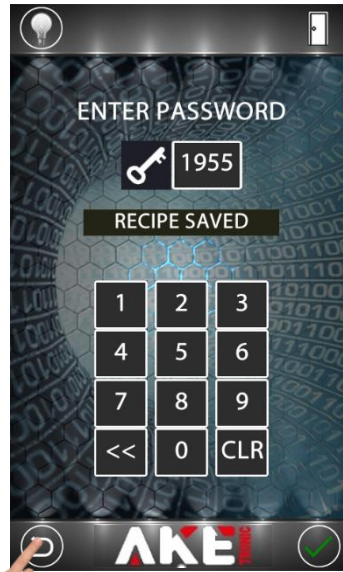 ENTER PASSWORD
1955
RECIPE SAVED
1 2 3
4 5 6
7 8 9
<< 0 CLR
AKE